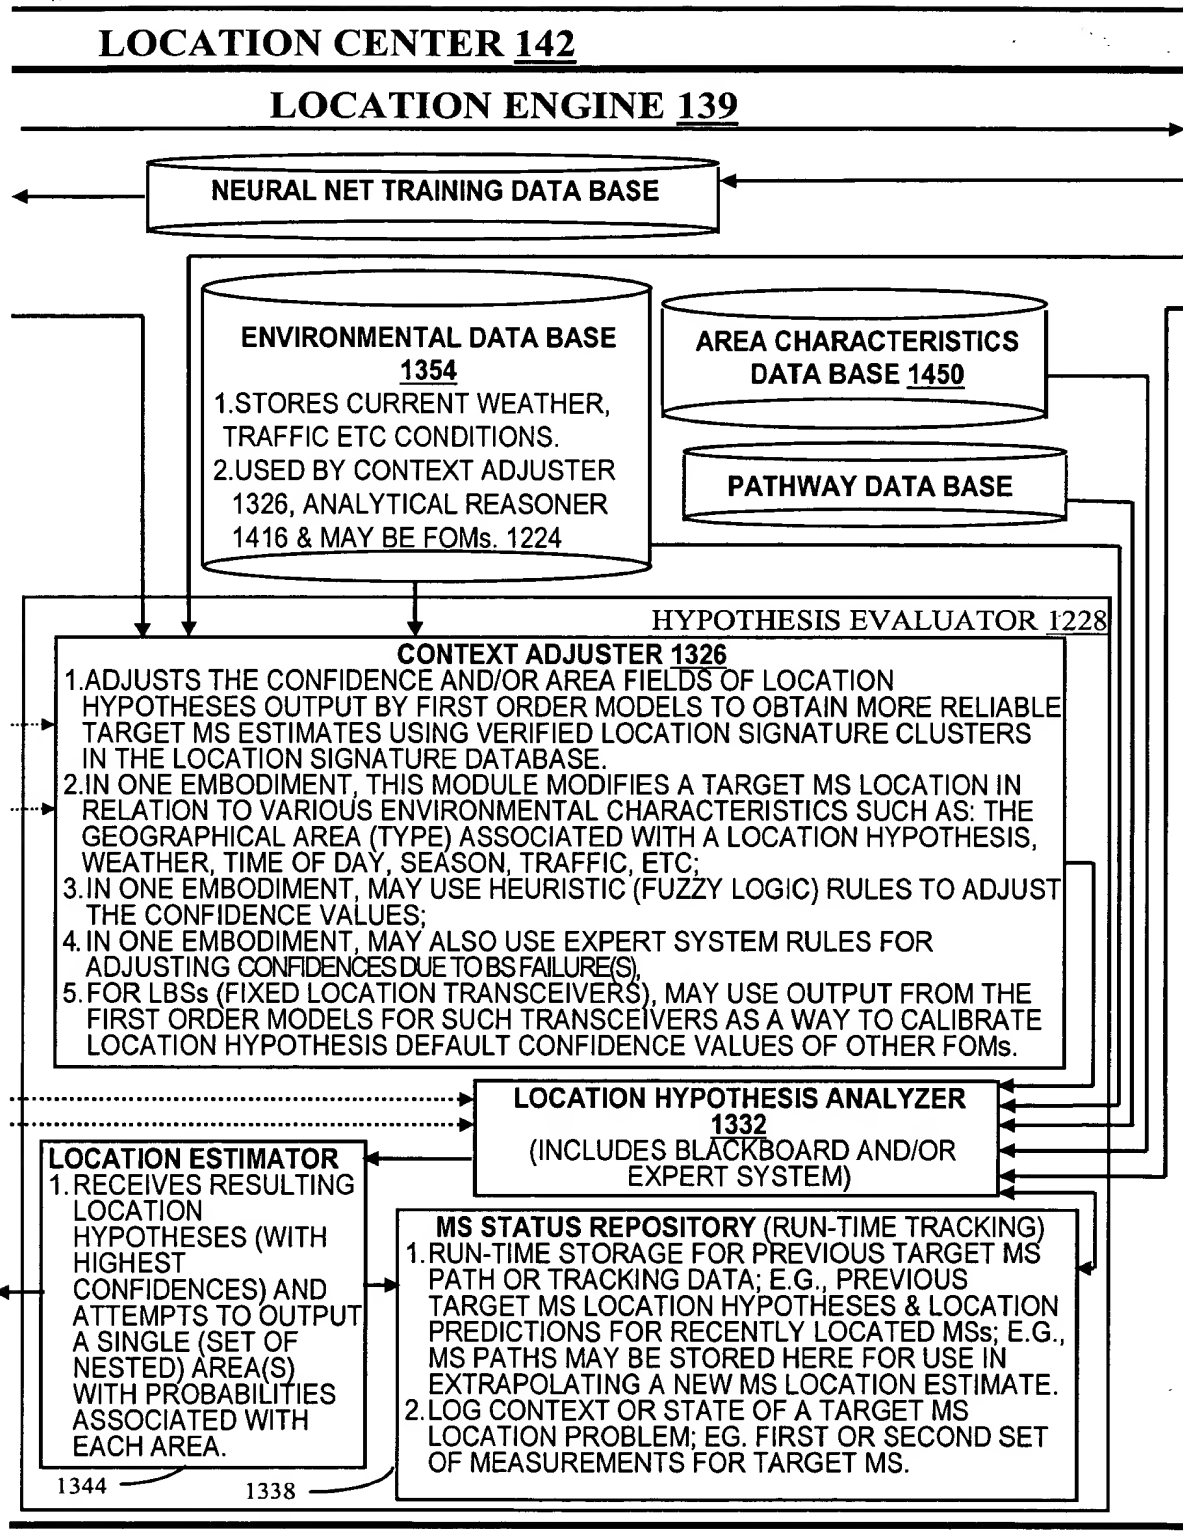 LOCATION CENTER 142
LOCATION ENGINE 139
NEURAL NET TRAINING DATA BASE
ENVIRONMENTAL DATA BASE
1354
1.STORES CURRENT WEATHER,
TRAFFIC ETC CONDITIONS.
2.USED BY CONTEXT ADJUSTER
1326, ANALYTICAL REASONER
1416 & MAY BE FOMs. 1224
AREA CHARACTERISTICS
DATA BASE 1450
PATHWAY DATA BASE
HYPOTHESIS EVALUATOR 1228
CONTEXT ADJUSTER 1326
1.ADJUSTS THE CONFIDENCE AND/OR AREA FIELDS OF LOCATION
HYPOTHESES OUTPUT BY FIRST ORDER MODELS TO OBTAIN MORE RELIABLE
TARGET MS ESTIMATES USING VERIFIED LOCATION SIGNATURE CLUSTERS
IN THE LOCATION SIGNATURE DATABASE.
2.IN ONE EMBODIMENT, THIS MODULE MODIFIES A TARGET MS LOCATION IN
RELATION TO VARIOUS ENVIRONMENTAL CHARACTERISTICS SUCH AS: THE
GEOGRAPHICAL AREA (TYPE) ASSOCIATED WITH A LOCATION HYPOTHESIS,
WEATHER, TIME OF DAY, SEASON, TRAFFIC, ETC;
3.IN ONE EMBODIMENT, MAY USE HEURISTIC (FUZZY LOGIC) RULES TO ADJUST
THE CONFIDENCE VALUES;
4.IN ONE EMBODIMENT, MAY ALSO USE EXPERT SYSTEM RULES FOR
ADJUSTING CONFIDENCES DUE TO BS FAILURE(S),
5.FOR LBSs (FIXED LOCATION TRANSCEIVERS), MAY USE OUTPUT FROM THE
FIRST ORDER MODELS FOR SUCH TRANSCEIVERS AS A WAY TO CALIBRATE
LOCATION HYPOTHESIS DEFAULT CONFIDENCE VALUES OF OTHER FOMs.
LOCATION HYPOTHESIS ANALYZER
1332
(INCLUDES BLACKBOARD AND/OR
EXPERT SYSTEM)
LOCATION ESTIMATOR
1.RECEIVES RESULTING
LOCATION
HYPOTHESES (WITH
HIGHEST
CONFIDENCES) AND
ATTEMPTS TO OUTPUT
A SINGLE (SET OF
NESTED) AREA(S)
WITH PROBABILITIES
ASSOCIATED WITH
EACH AREA.
1344
MS STATUS REPOSITORY (RUN-TIME TRACKING)
1.RUN-TIME STORAGE FOR PREVIOUS TARGET MS
PATH OR TRACKING DATA; E.G., PREVIOUS
TARGET MS LOCATION HYPOTHESES & LOCATION
PREDICTIONS FOR RECENTLY LOCATED MSs; E.G.,
MS PATHS MAY BE STORED HERE FOR USE IN
EXTRAPOLATING A NEW MS LOCATION ESTIMATE.
2.LOG CONTEXT OR STATE OF A TARGET MS
LOCATION PROBLEM; EG. FIRST OR SECOND SET
OF MEASUREMENTS FOR TARGET MS.
1338